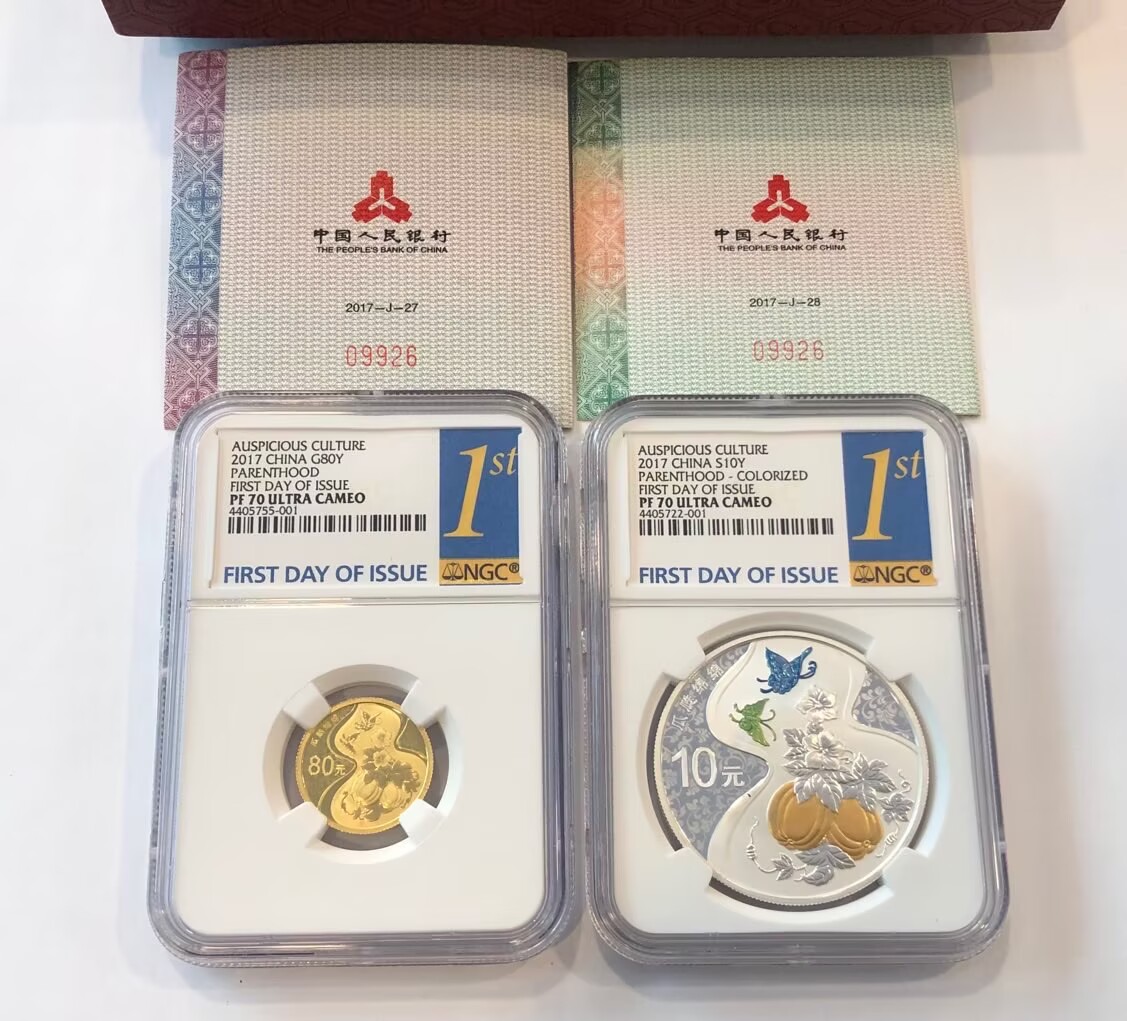 中国人民银行
THE PEOPLE'S BANK OF CHINA
2017-J-27
09926
中国人民银行
THE PEOPLE'S BANK OF CHINA
2017-J-28
09926
AUSPICIOUS CULTURE
2017 CHINA G80Y
PARENTHOOD
FIRST DAY OF ISSUE
PF 70 ULTRA CAMEO
4405755-001
1st
FIRST DAY OF ISSUE
NGC®
AUSPICIOUS CULTURE
2017 CHINA S10Y
PARENTHOOD - COLORIZED
FIRST DAY OF ISSUE
PF 70 ULTRA CAMEO
4405722-001
1st
FIRST DAY OF ISSUE
NGC®
80元
瓜瓞绵绵
10元